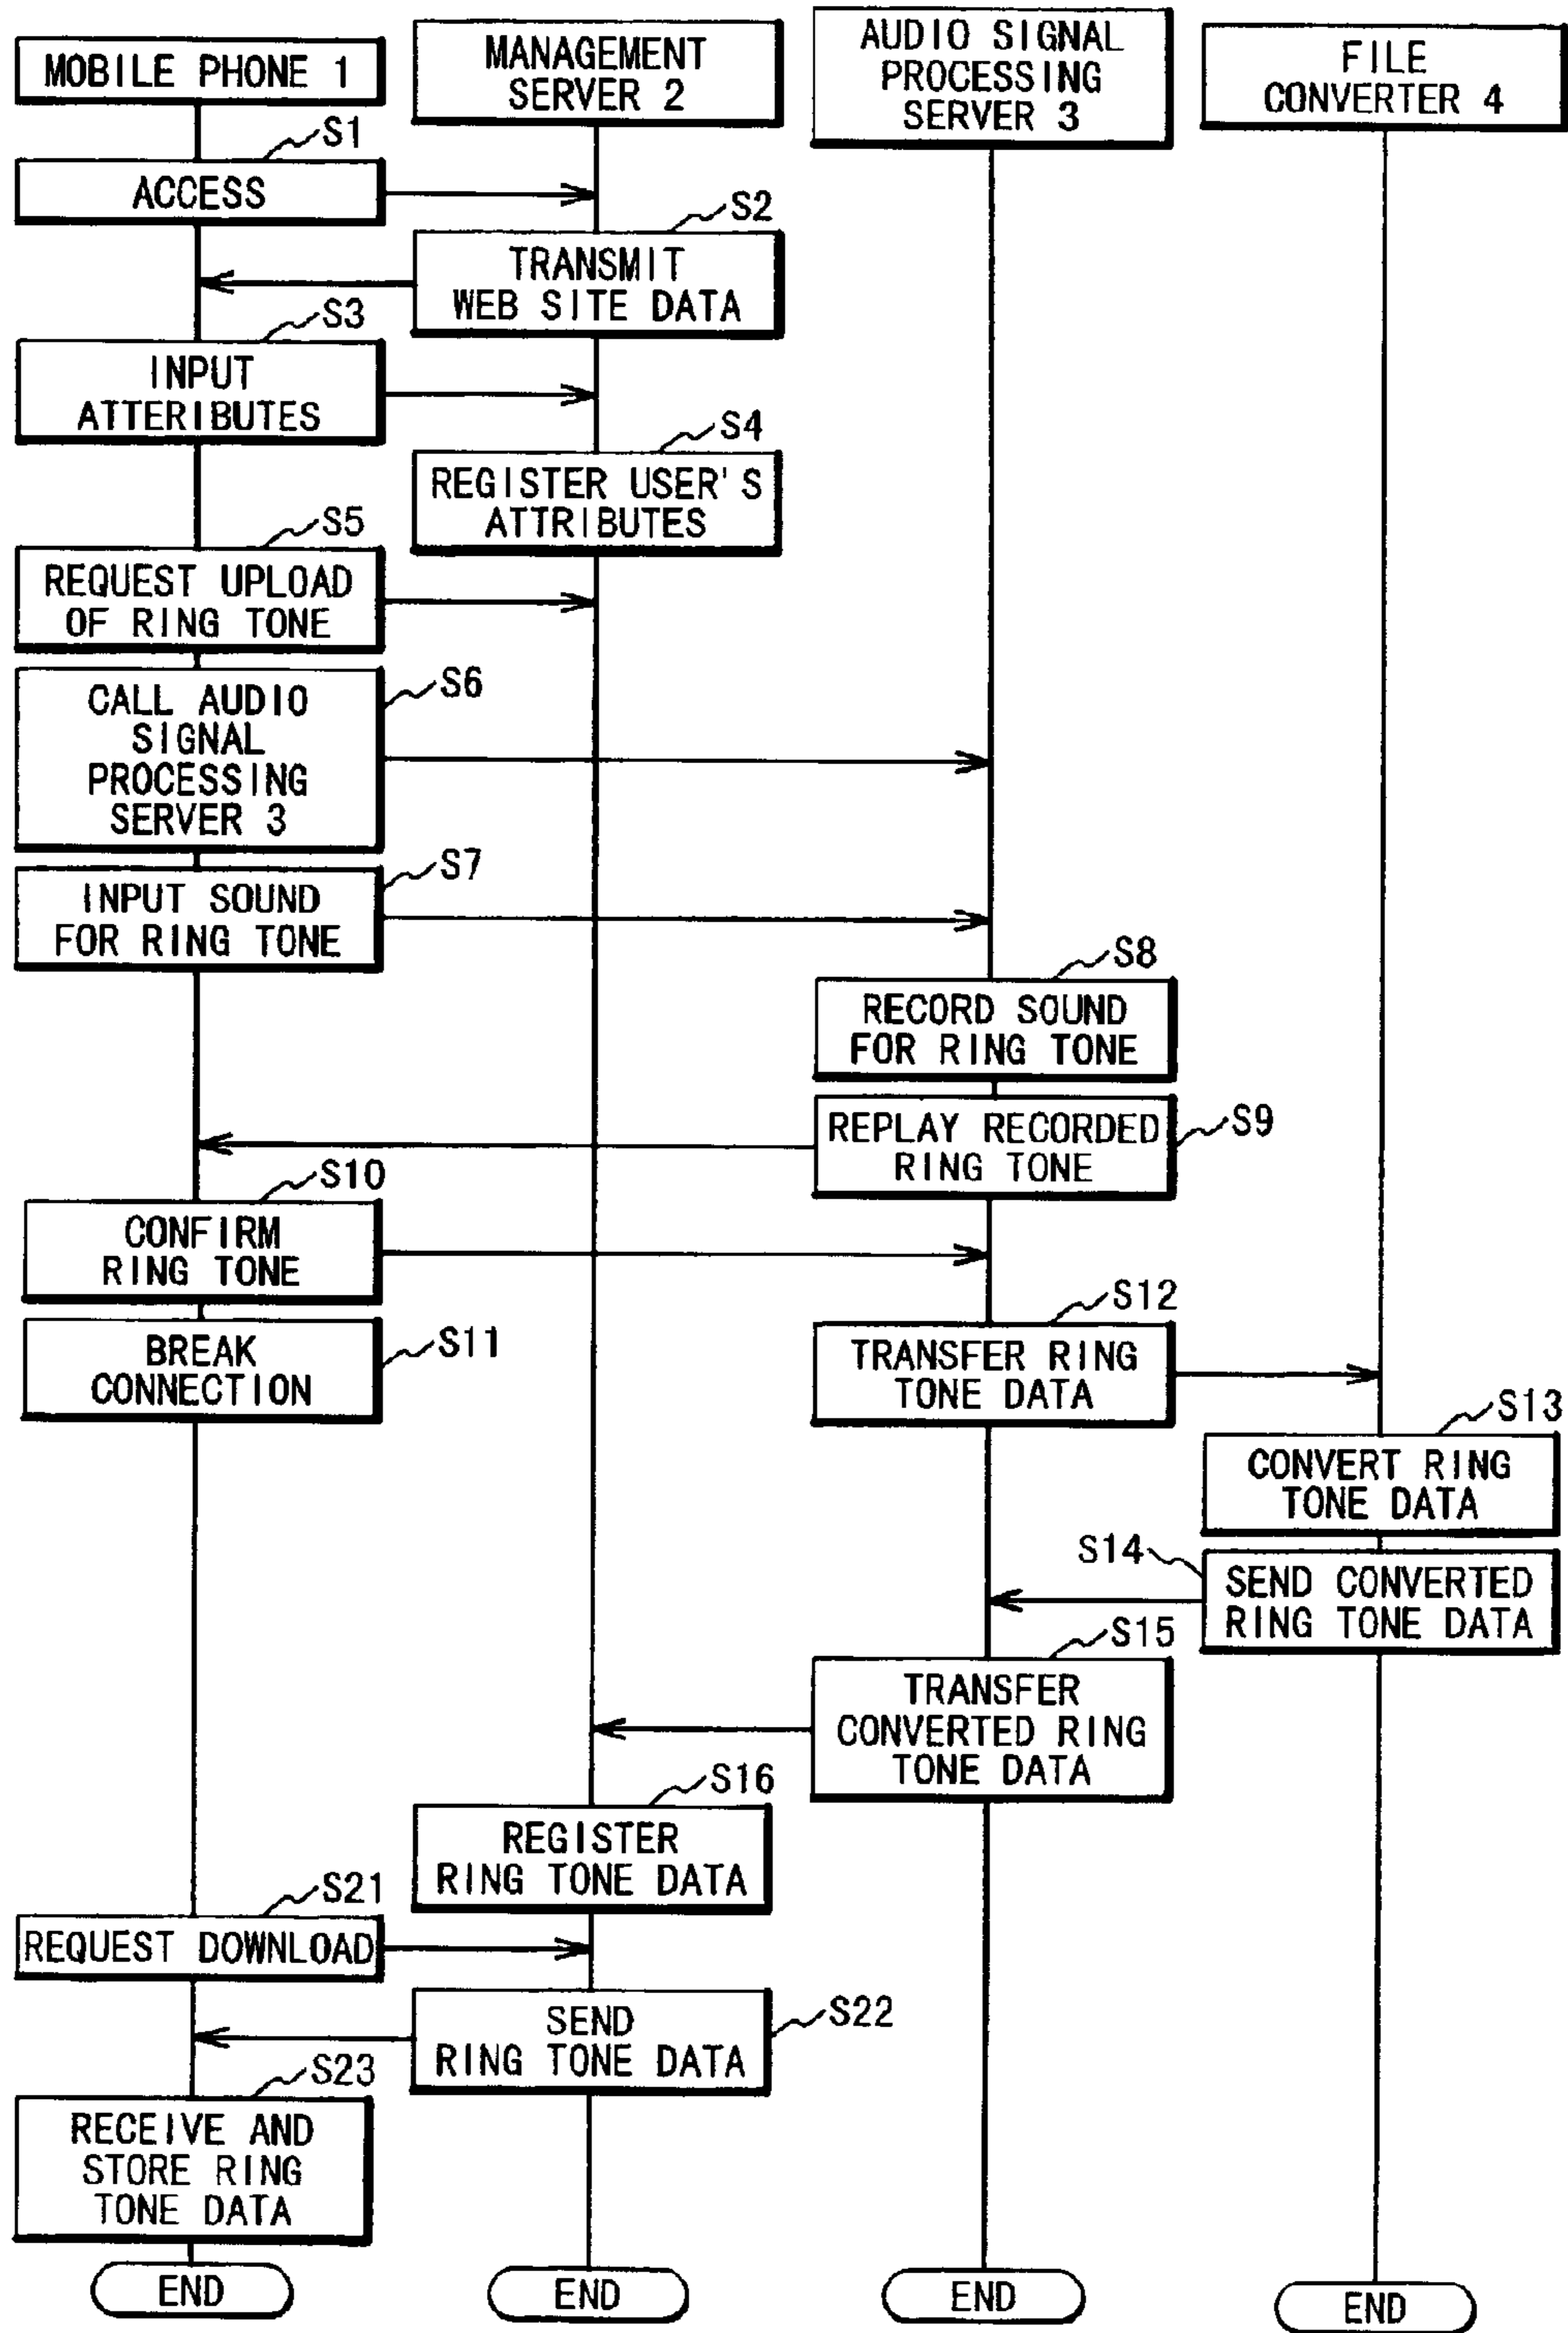 MOBILE PHONE 1
MANAGEMENT
SERVER 2
AUDIO SIGNAL
PROCESSING
SERVER 3
FILE
CONVERTER 4
S1
ACCESS
S2
TRANSMIT
WEB SITE DATA
S3
INPUT
ATTERIBUTES
S4
REGISTER USER'S
ATTRIBUTES
S5
REQUEST UPLOAD
OF RING TONE
S6
CALL AUDIO
SIGNAL
PROCESSING
SERVER 3
S7
INPUT SOUND
FOR RING TONE
S8
RECORD SOUND
FOR RING TONE
S9
REPLAY RECORDED
RING TONE
S10
CONFIRM
RING TONE
S11
BREAK
CONNECTION
S12
TRANSFER RING
TONE DATA
S13
CONVERT RING
TONE DATA
S14
SEND CONVERTED
RING TONE DATA
S15
TRANSFER
CONVERTED RING
TONE DATA
S16
REGISTER
RING TONE DATA
S21
REQUEST DOWNLOAD
S22
SEND
RING TONE DATA
S23
RECEIVE AND
STORE RING
TONE DATA
END
END
END
END